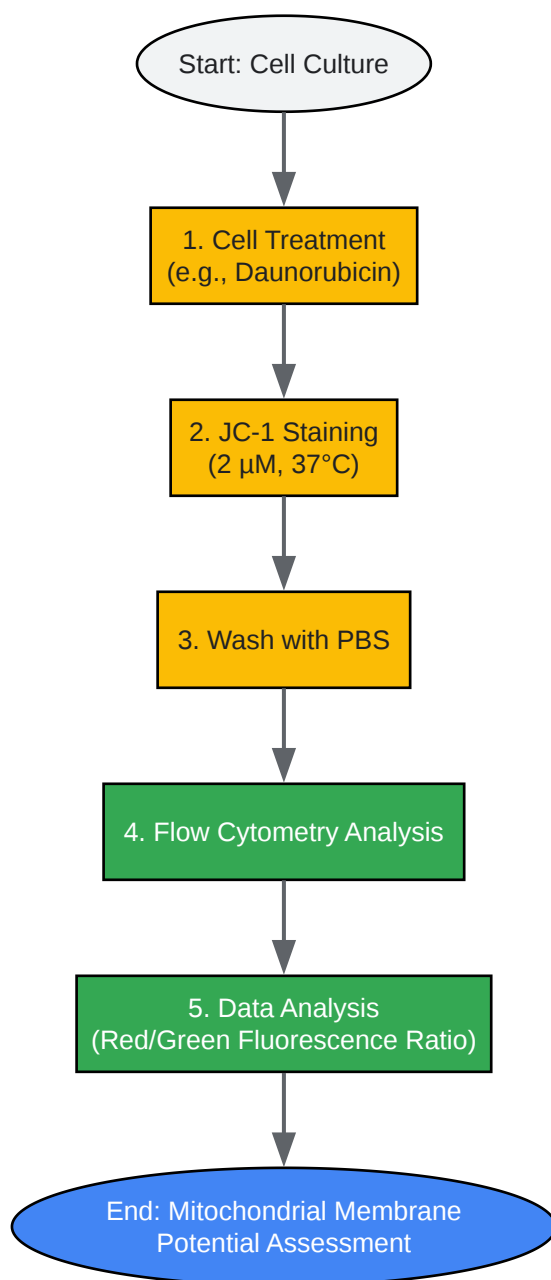 Start: Cell Culture
1. Cell Treatment
(e.g., Daunorubicin)
2. JC-1 Staining
(2 µM, 37°C)
3. Wash with PBS
4. Flow Cytometry Analysis
5. Data Analysis
(Red/Green Fluorescence Ratio)
End: Mitochondrial Membrane
Potential Assessment